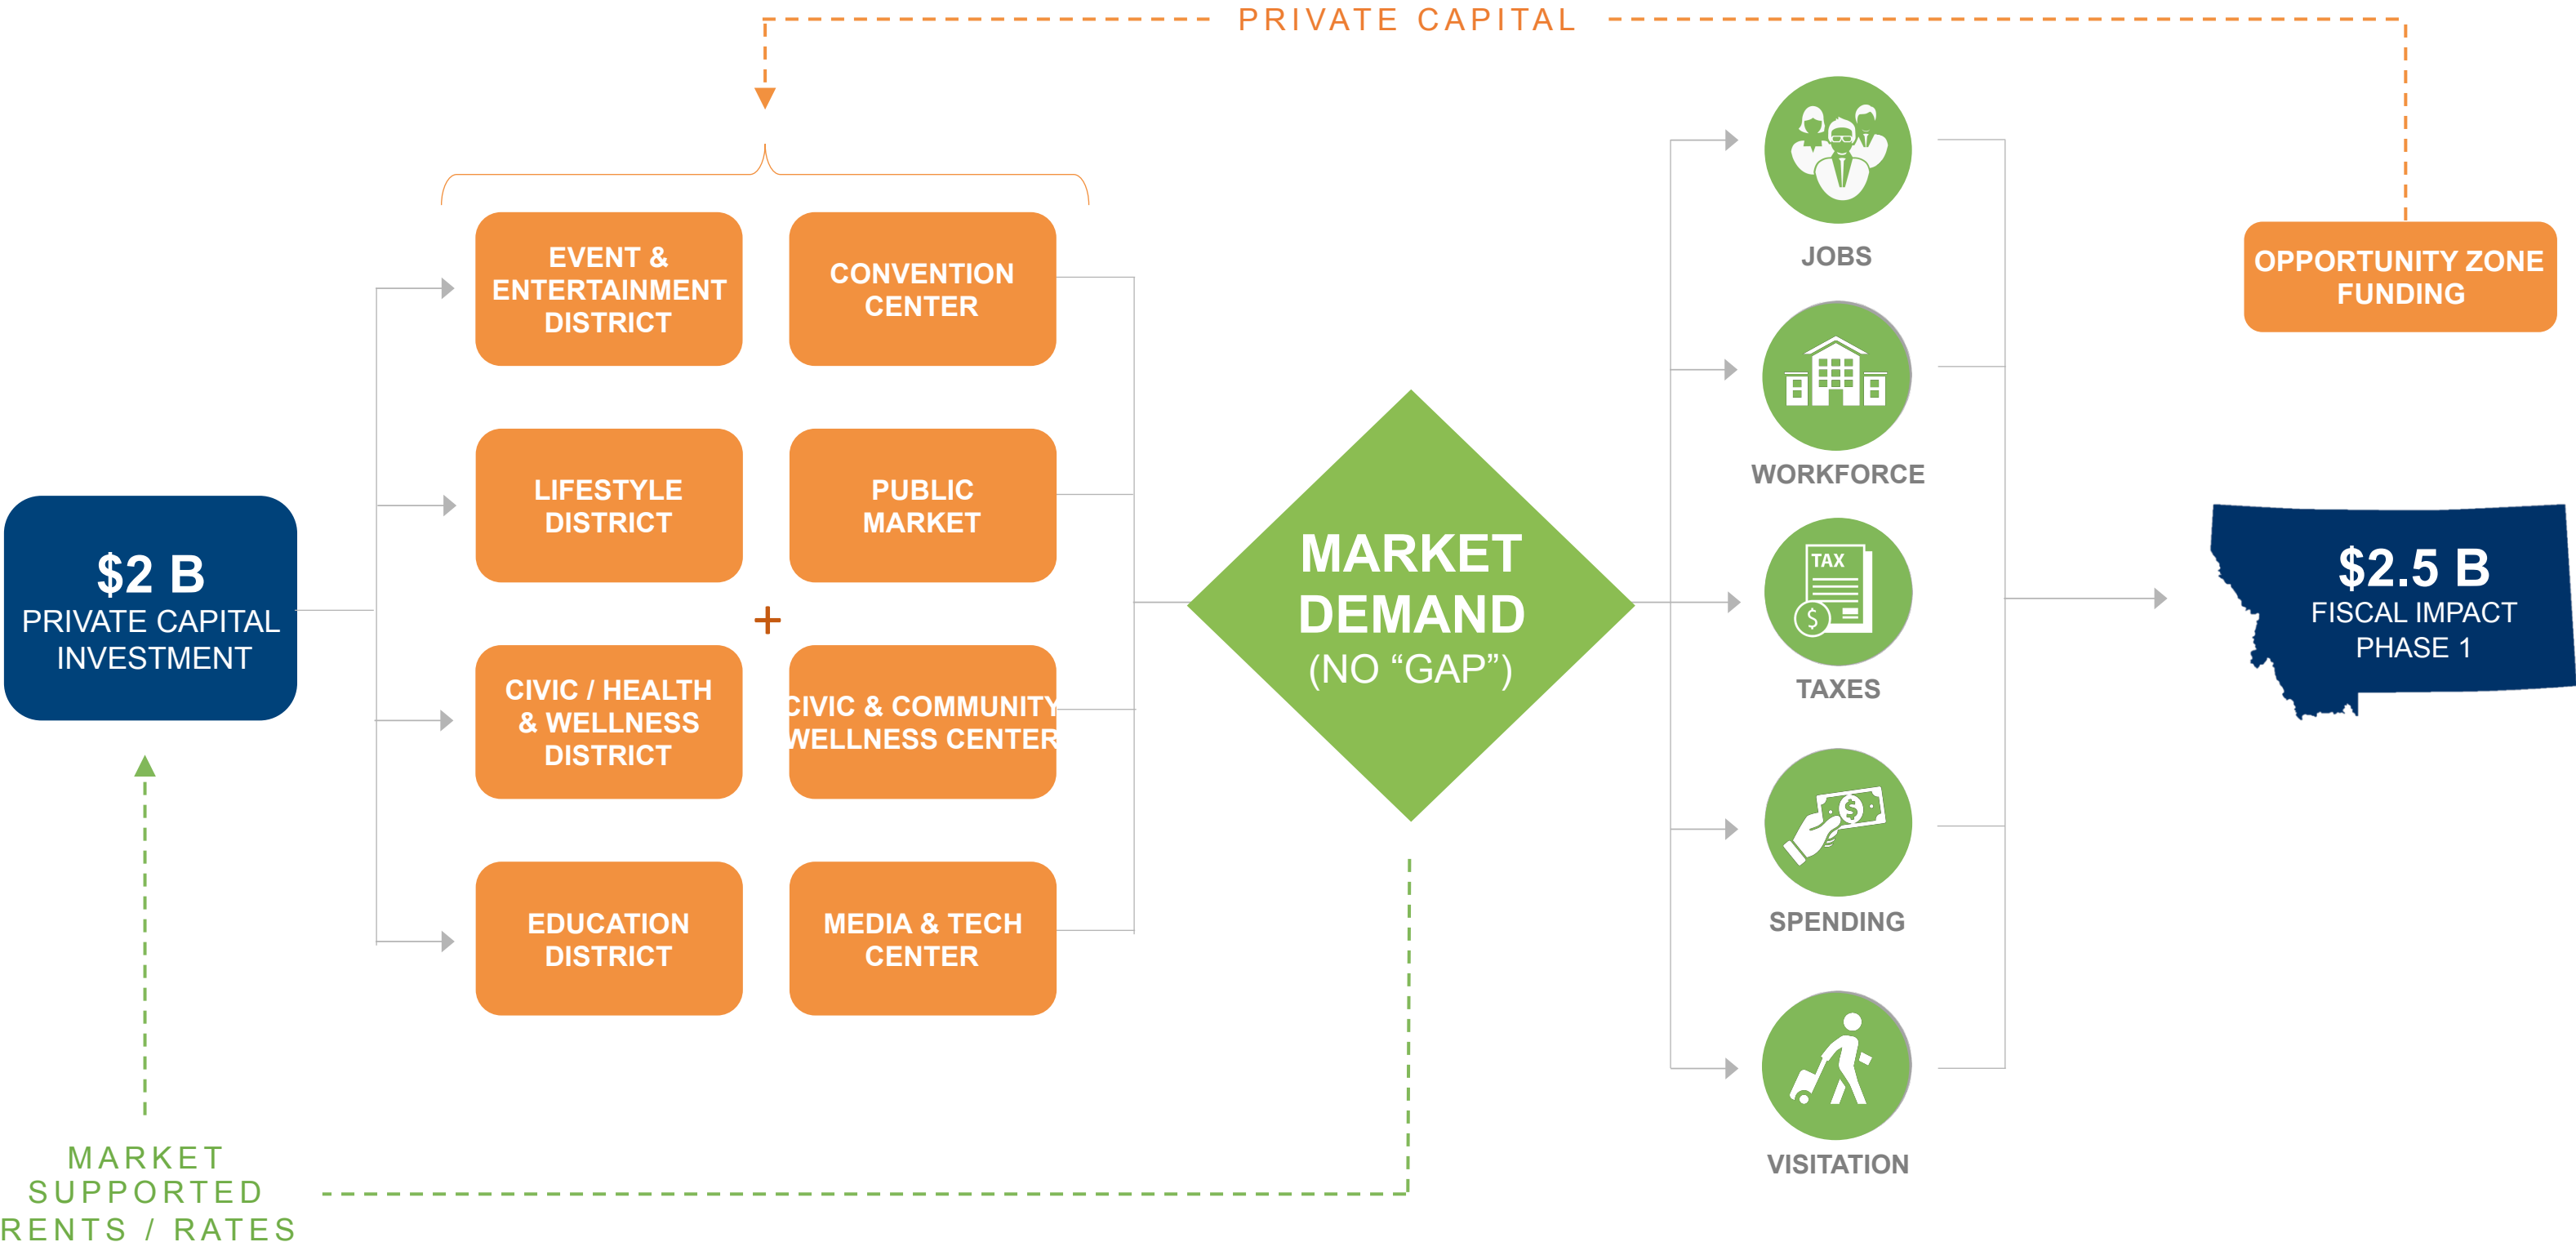 PRIVATE CAPITAL
$2 B
PRIVATE CAPITAL
INVESTMENT
MARKET
SUPPORTED
RENTS / RATES
EVENT &
ENTERTAINMENT
DISTRICT
CONVENTION
CENTER
LIFESTYLE
DISTRICT
PUBLIC
MARKET
+
CIVIC / HEALTH
& WELLNESS
DISTRICT
CIVIC & COMMUNITY
WELLNESS CENTER
EDUCATION
DISTRICT
MEDIA & TECH
CENTER
MARKET
DEMAND
(NO “GAP”)
JOBS
WORKFORCE
TAX
$
TAXES
$
SPENDING
VISITATION
OPPORTUNITY ZONE
FUNDING
$2.5 B
FISCAL IMPACT
PHASE 1